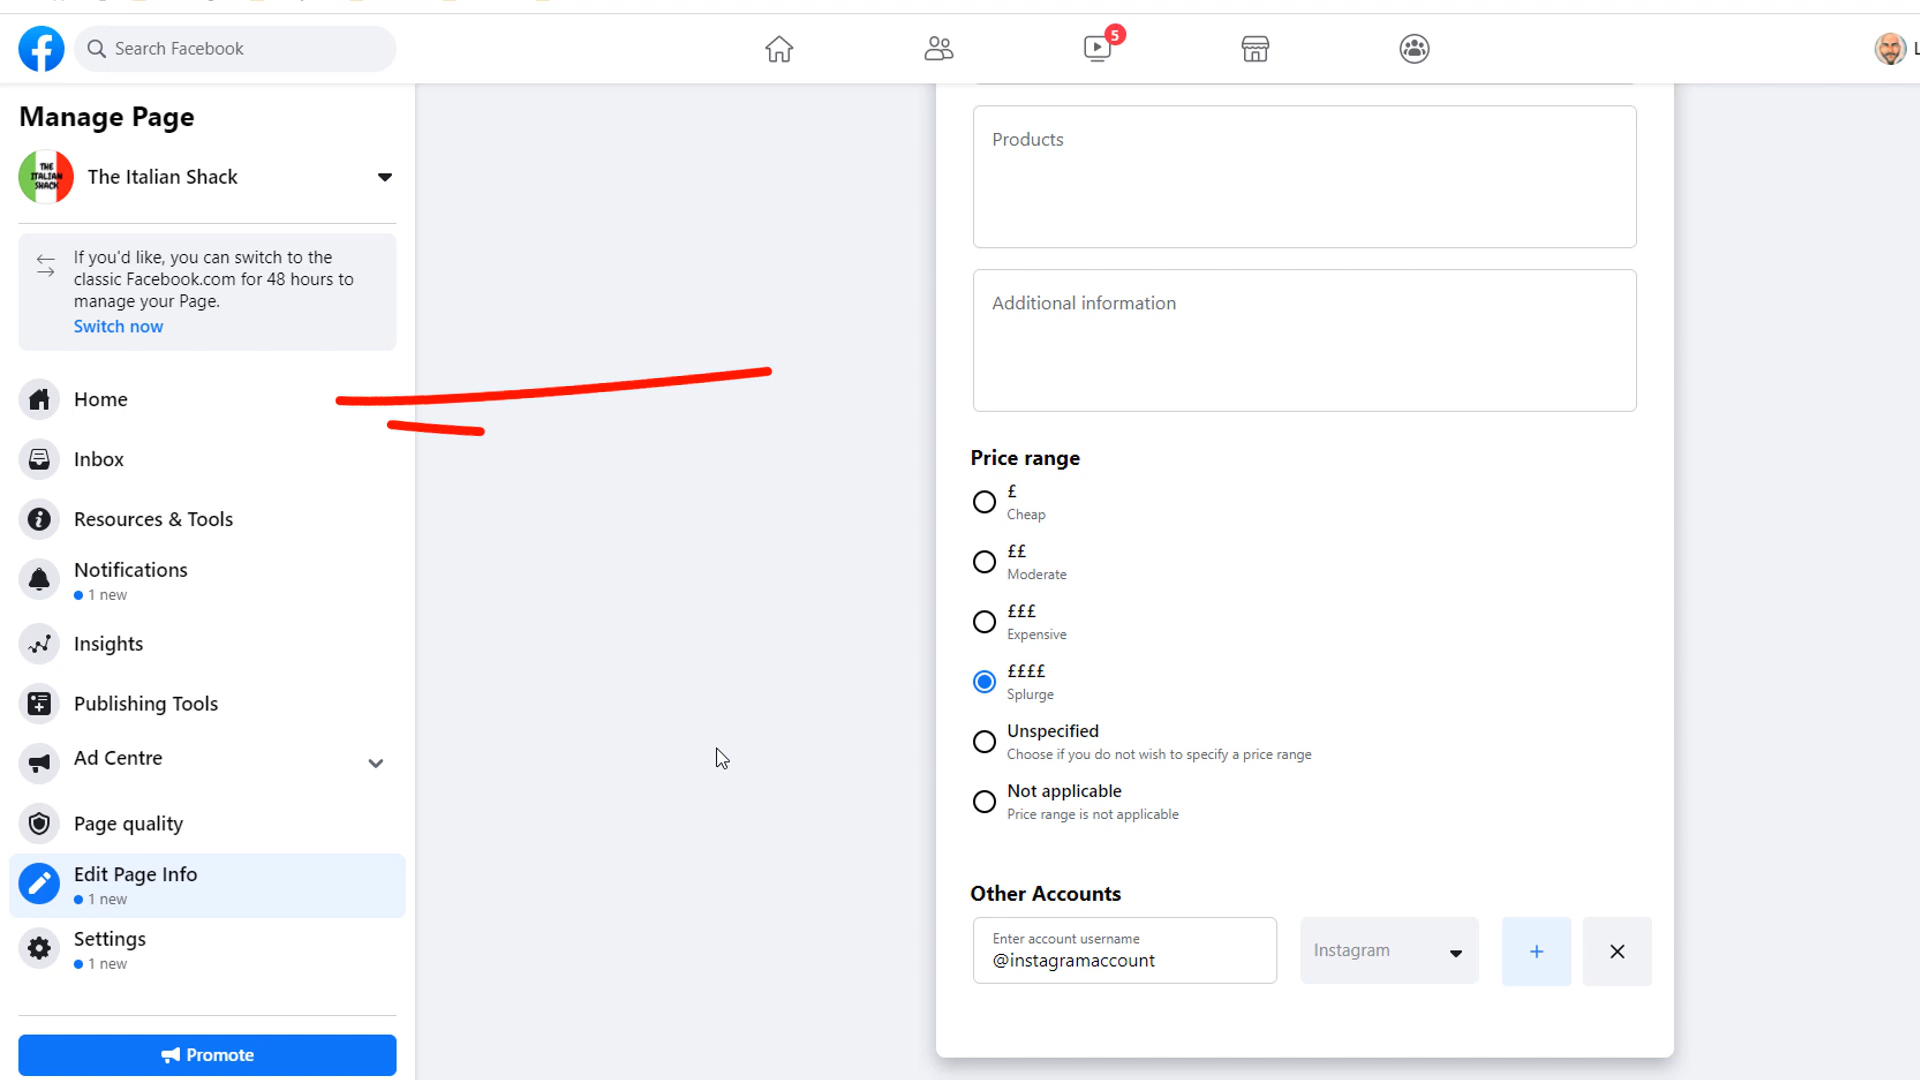 Search Facebook
5
Manage Page
THE
ITALIAN
SHACK
The Italian Shack
If you'd like, you can switch to the
classic Facebook.com for 48 hours to
manage your Page.
Switch now
Home
Inbox
Resources & Tools
Notifications
1 new
Insights
Publishing Tools
Ad Centre
Page quality
Edit Page Info
1 new
Settings
1 new
Promote
Products
Additional information
Price range
£
Cheap
££
Moderate
£££
Expensive
££££
Splurge
Unspecified
Choose if you do not wish to specify a price range
Not applicable
Price range is not applicable
Other Accounts
Enter account username
@instagramaccount
Instagram